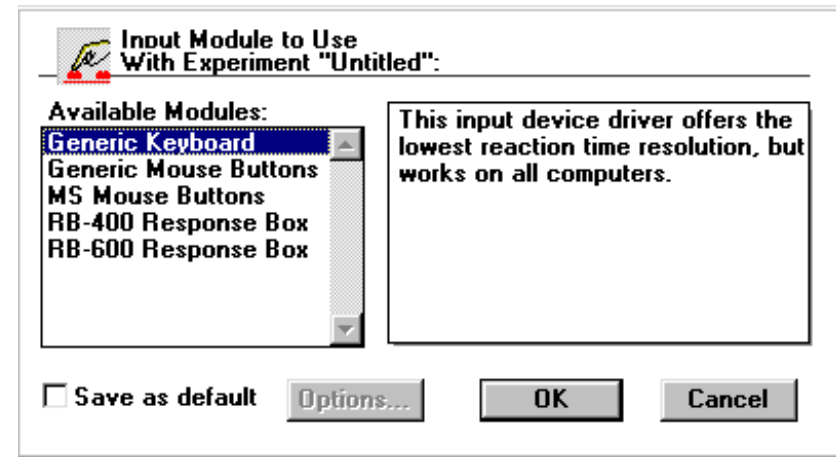 Input Module to Use
With Experiment "Untitled":
Available Modules:
Generic Keyboard
Generic Mouse Buttons
MS Mouse Buttons
RB-400 Response Box
RB-600 Response Box
This input device driver offers the
lowest reaction time resolution, but
works on all computers.
Save as default
Options...
OK
Cancel